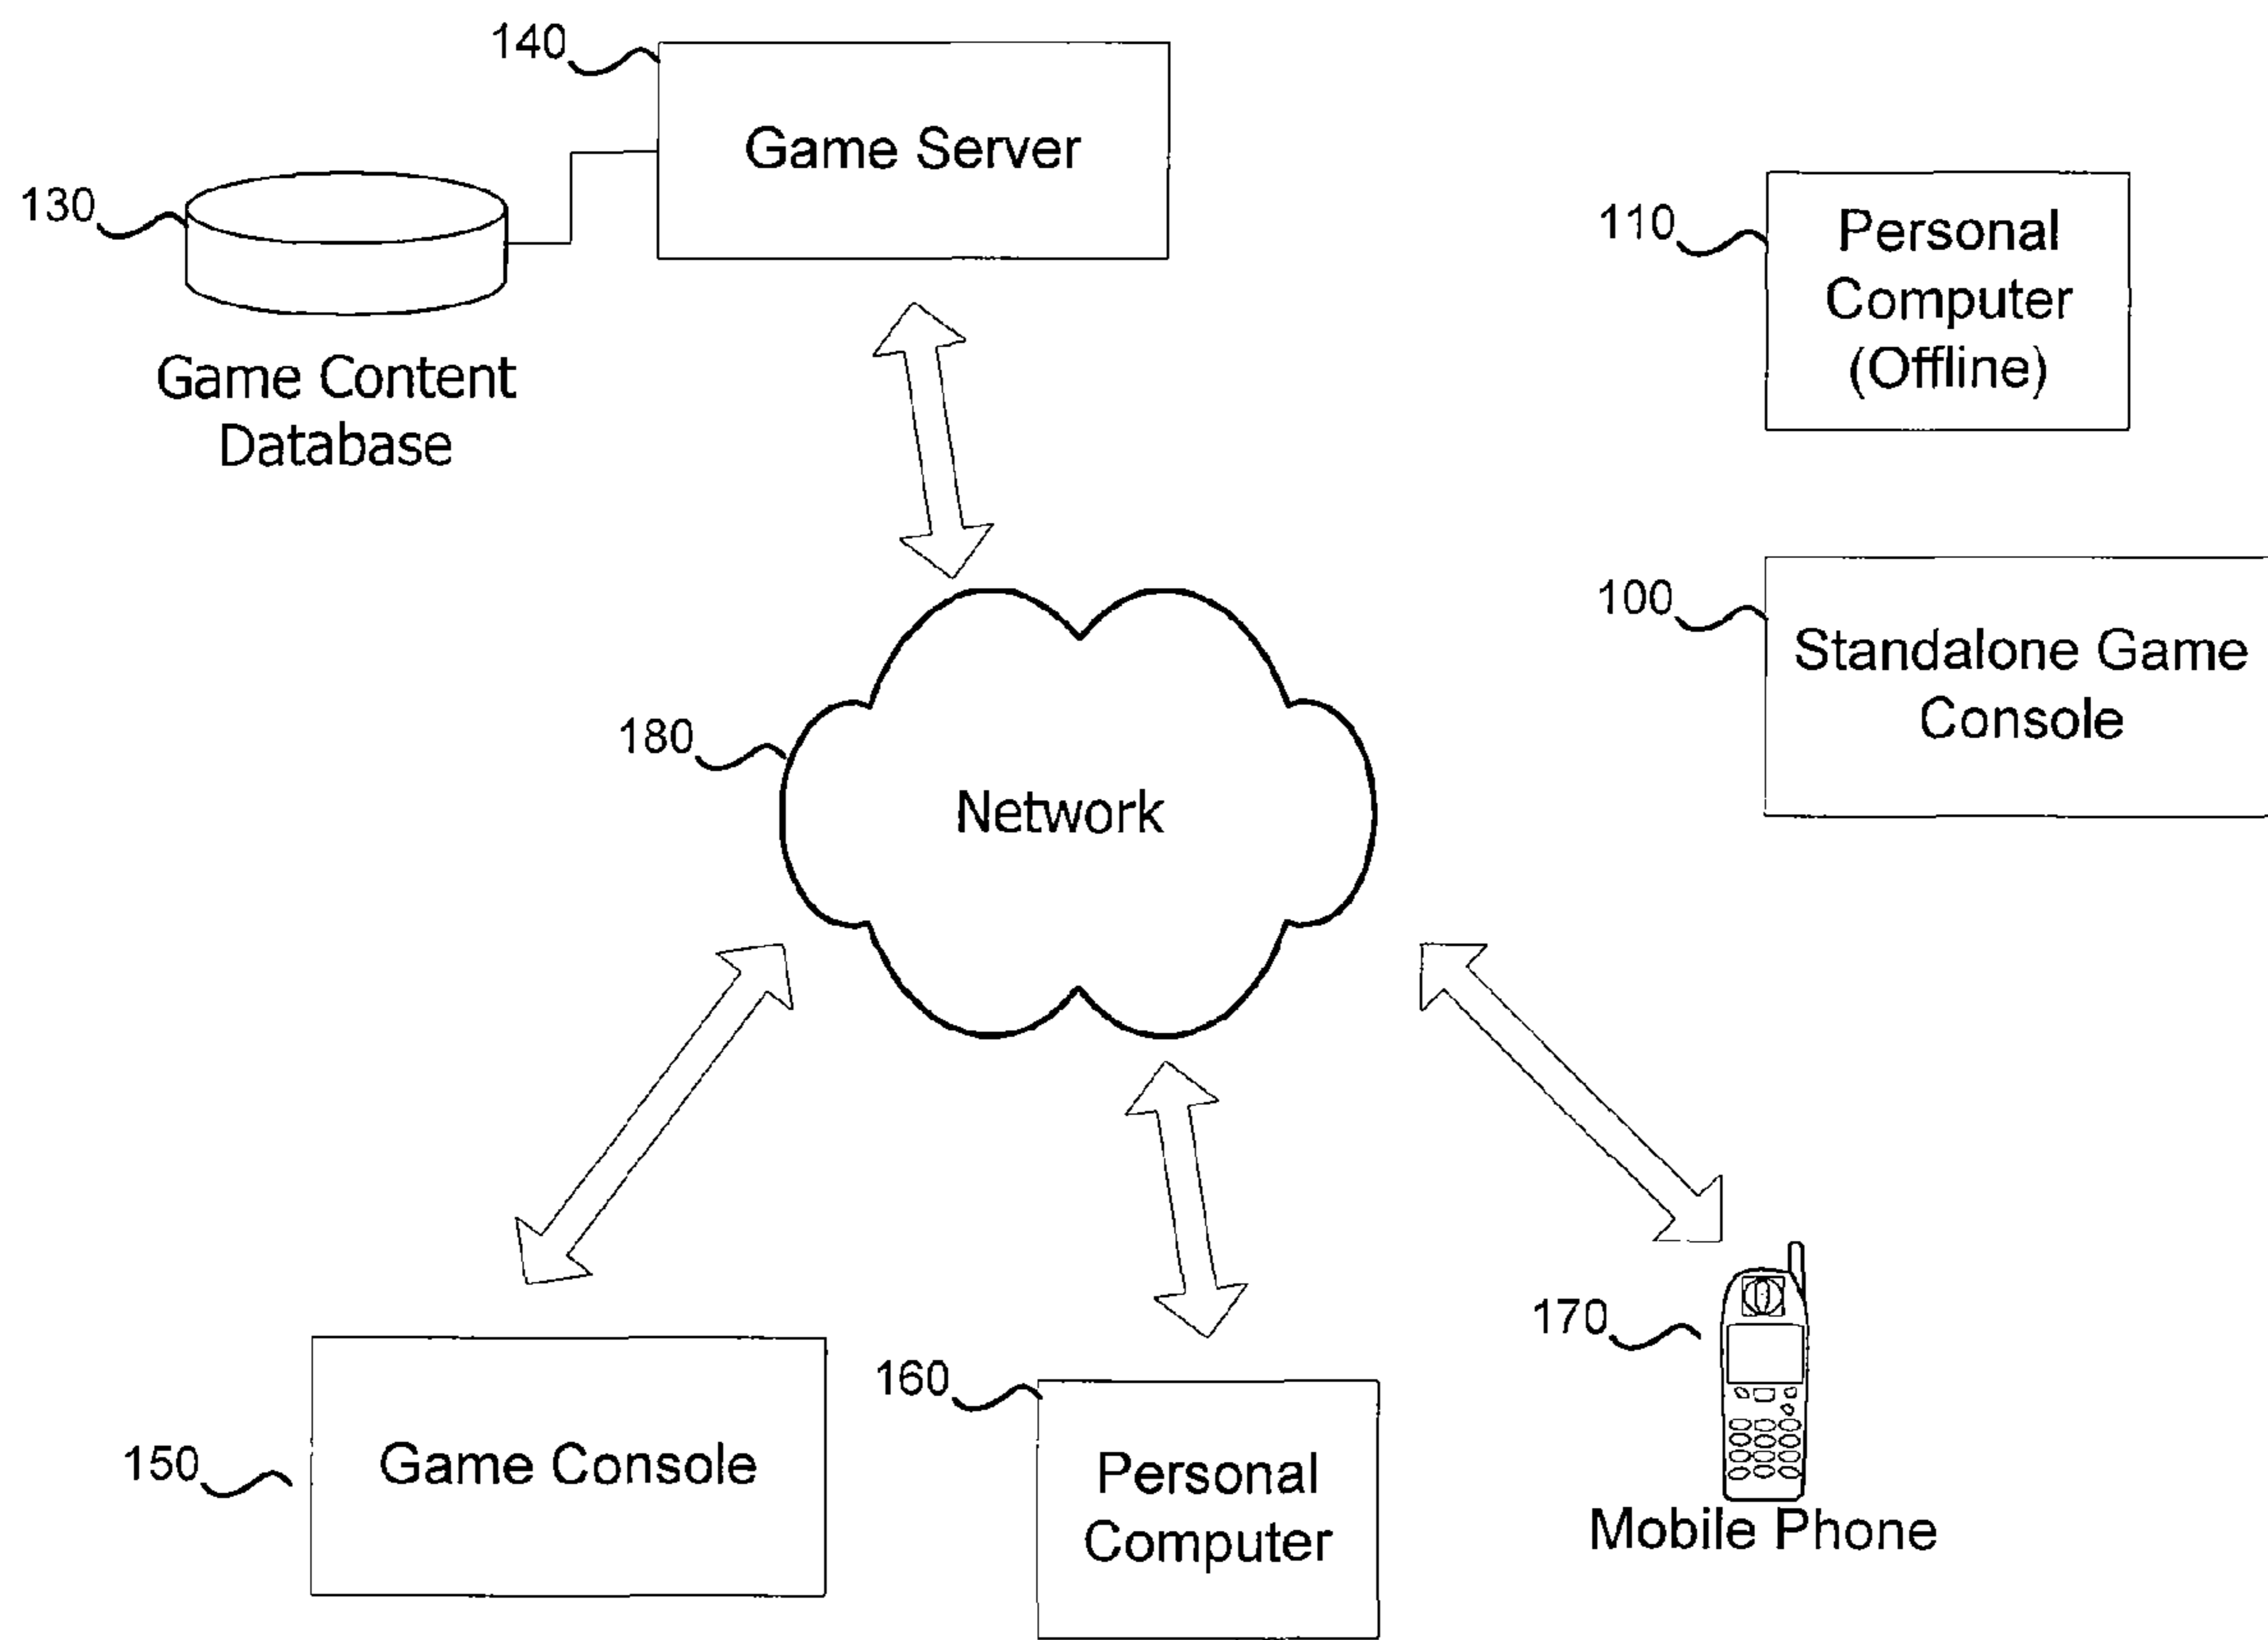 140
Game Server
130
Game Content
Database
110
Personal
Computer
(Offline)
100
Standalone Game
Console
180
Network
150
Game Console
160
Personal
Computer
170
Mobile Phone